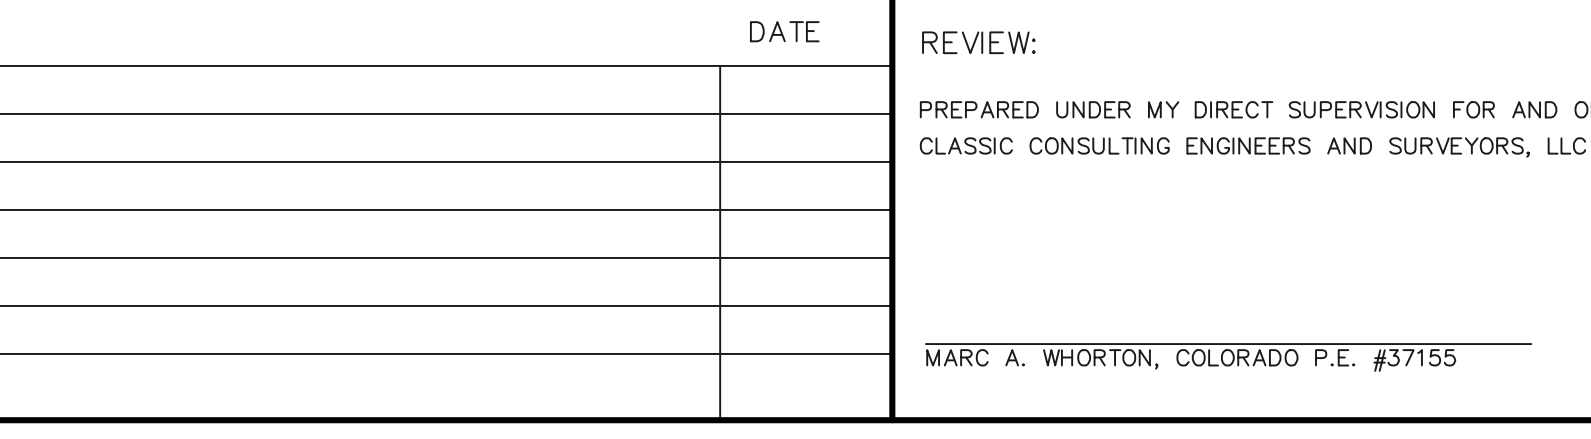 DATE
REVIEW:
PREPARED UNDER MY DIRECT SUPERVISION FOR AND
CLASSIC CONSULTING ENGINEERS AND SURVEYORS, LLC
MARC A. WHORTON, COLORADO P.E. #37155